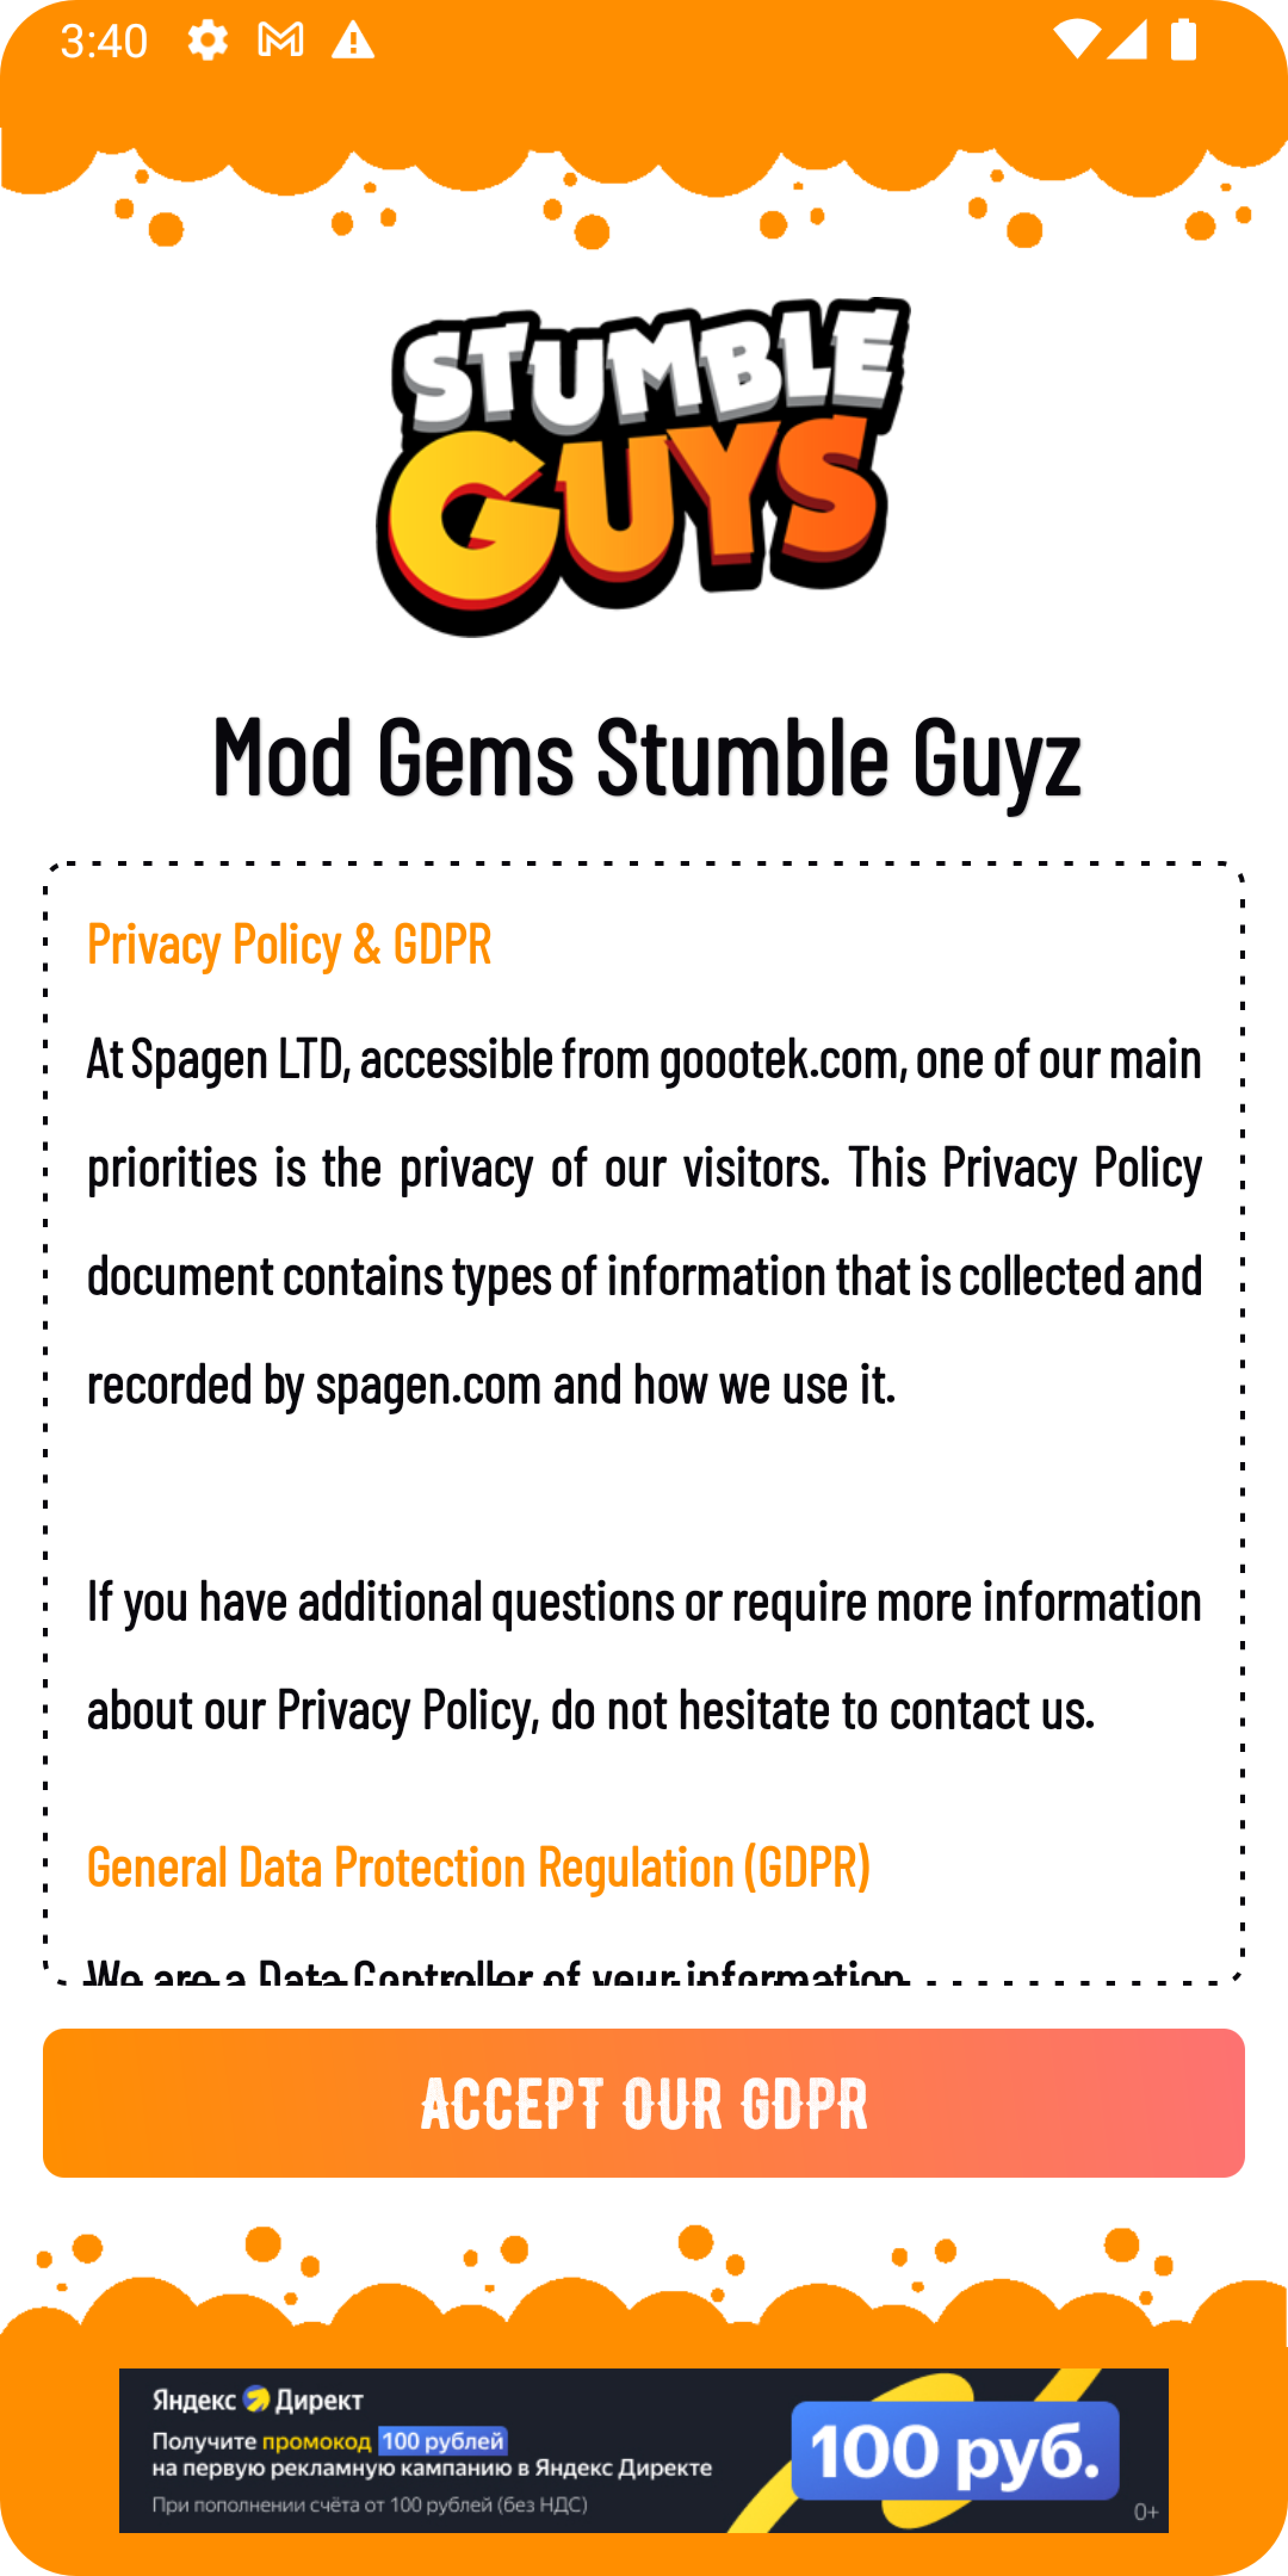 3:40
STUMBLE
GUYS
Mod Gems Stumble Guyz
Privacy Policy & GDPR
At Spagen LTD, accessible from goootek.com, one of our main
priorities is the privacy of our visitors. This Privacy Policy
document contains types of information that is collected and
recorded by spagen.com and how we use it.
If you have additional questions or require more information
about our Privacy Policy, do not hesitate to contact us.
General Data Protection Regulation (GDPR)
We are a Data Controller of your information.
ACCEPT OUR GDPR
Яндекс Директ
Получите промокод 100 рублей
на первую рекламную кампанию в Яндекс Директе
При пополнении счёта от 100 рублей (без НДС)
100 руб.
0+